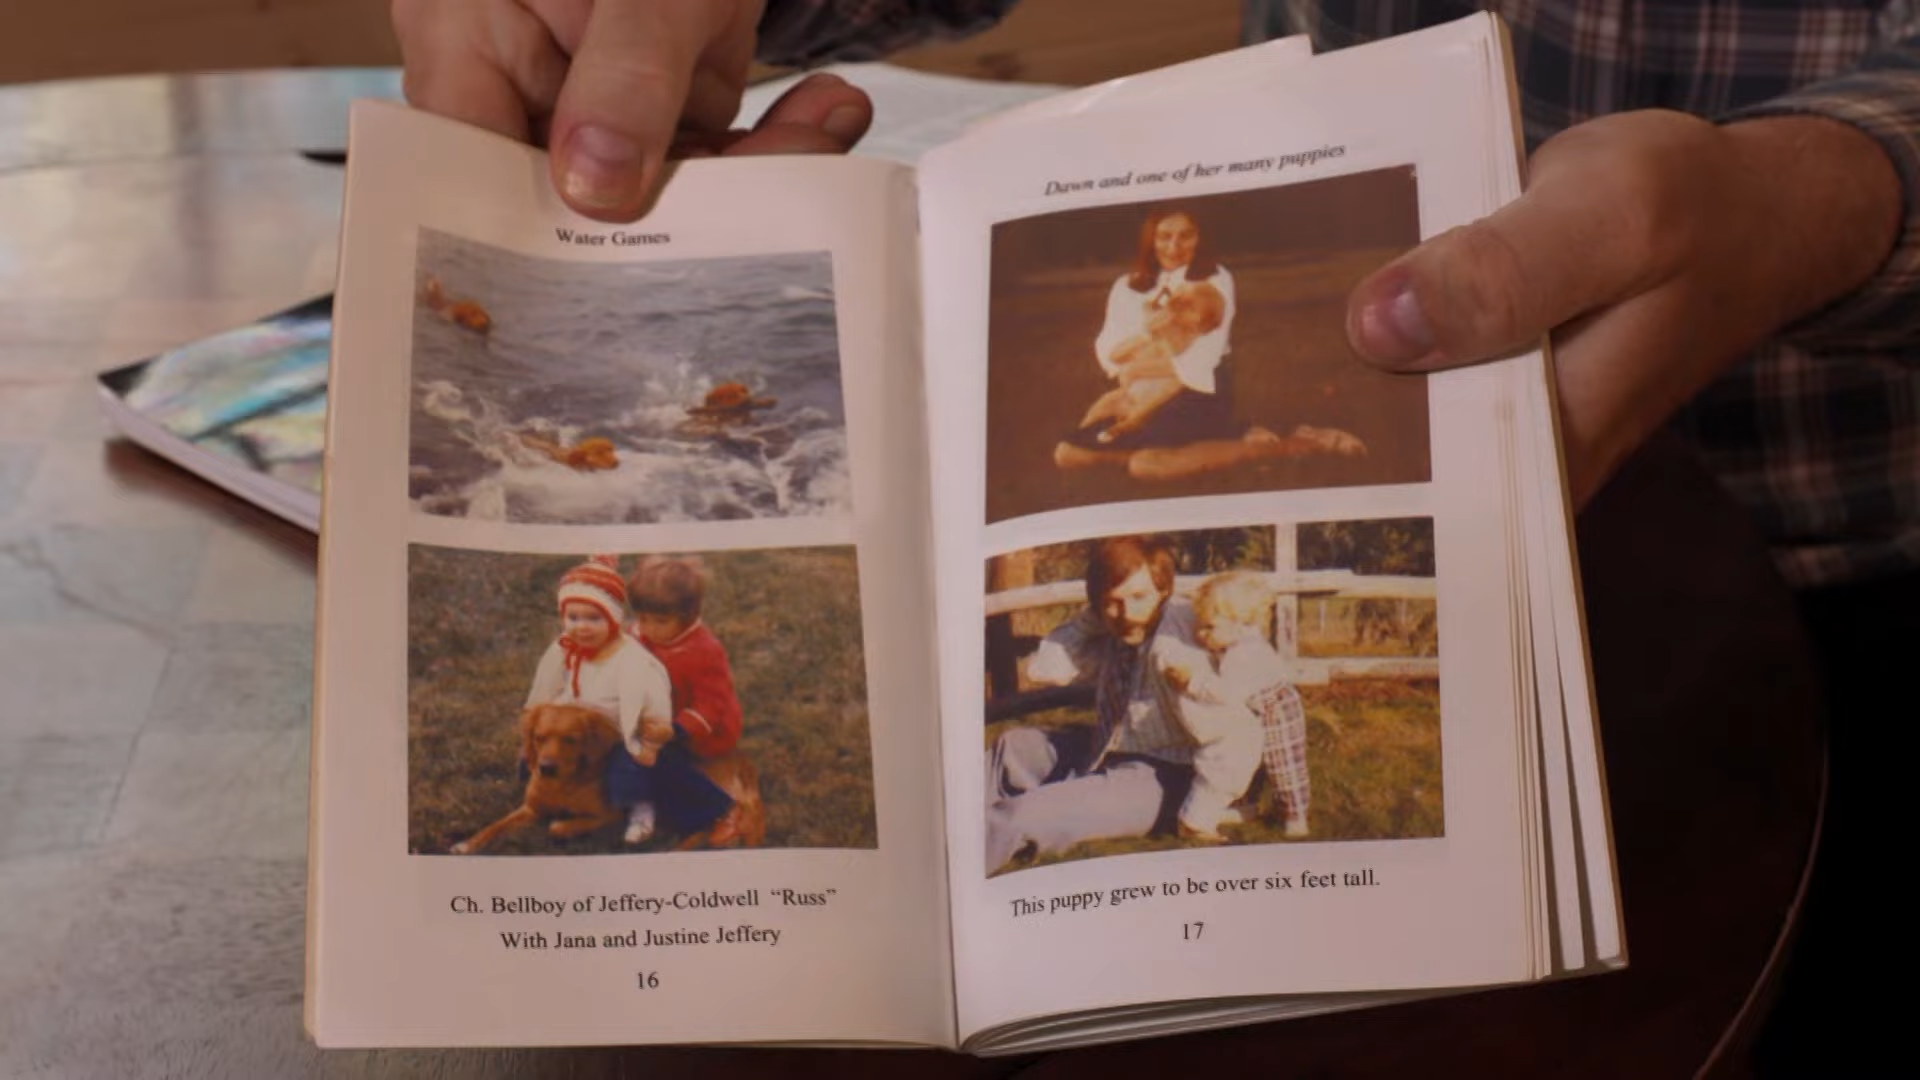 Water Games
Ch. Bellboy of Jeffery-Coldwell “Russ”
With Jana and Justine Jeffery
16
Dawn and one of her many puppies
This puppy grew to be over six feet tall.
17